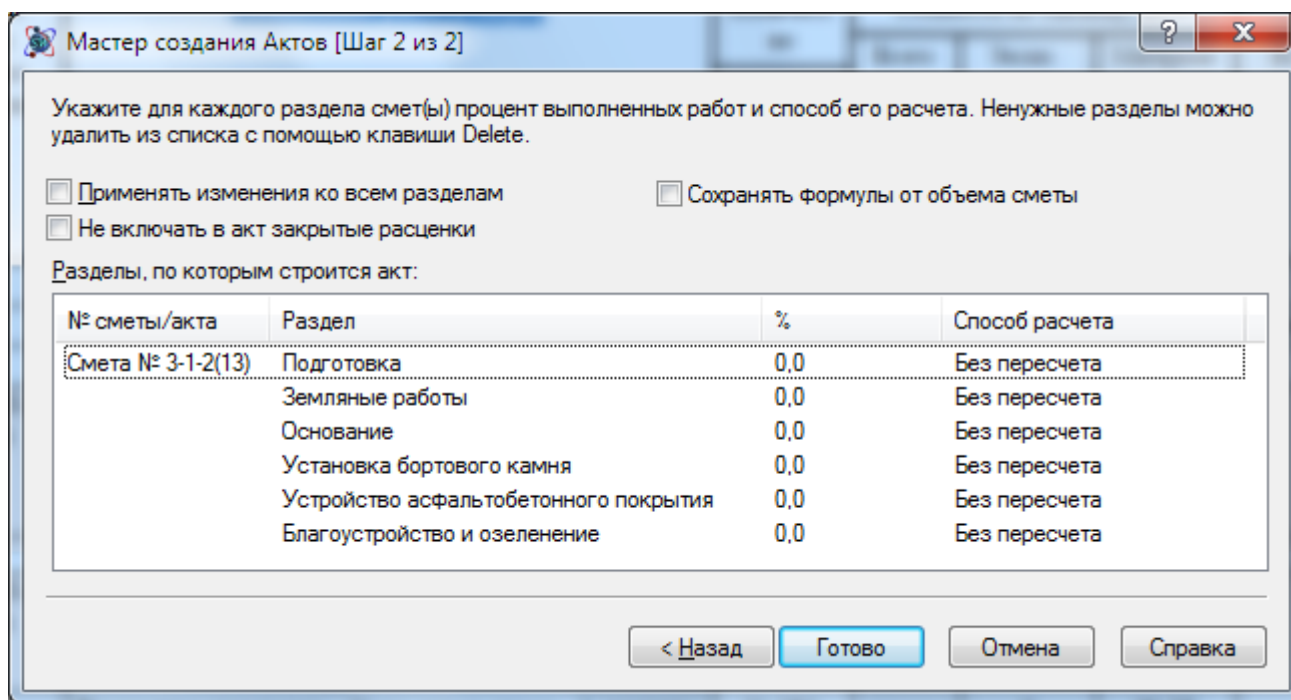 Мастер создания Актов [Шаг 2 из 2]
Укажите для каждого раздела смет(ы) процент выполненных работ и способ его расчета. Ненужные разделы можно
удалить из списка с помощью клавиши Delete.
Применять изменения ко всем разделам
Сохранять формулы от объема сметы
Не включать в акт закрытые расценки
Разделы, по которым строится акт:
№ сметы/акта Раздел % Способ расчета
Смета № 3-1-2(13) Подготовка 0,0 Без пересчета
Земляные работы 0,0 Без пересчета
Основание 0,0 Без пересчета
Установка бортового камня 0,0 Без пересчета
Устройство асфальтобетонного покрытия 0,0 Без пересчета
Благоустройство и озеленение 0,0 Без пересчета
< Назад Готово Отмена Справка